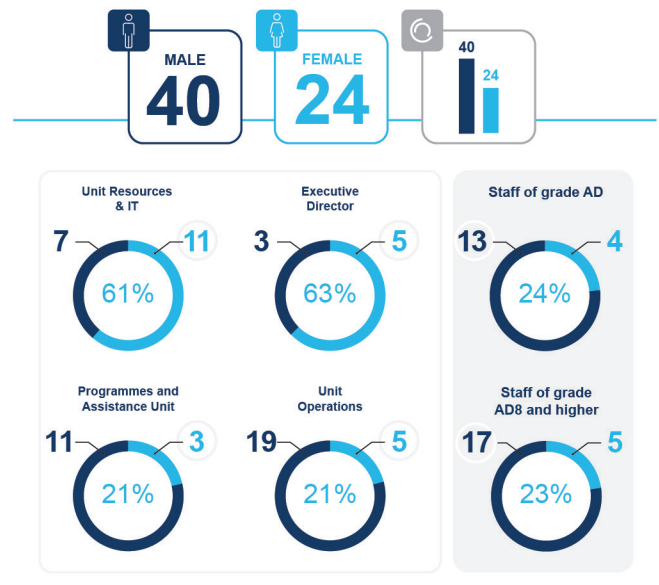 MALE
40
FEMALE
24
40
24
Unit Resources
& IT
7
11
61%
Executive
Director
3
5
63%
Staff of grade AD
13
4
24%
Programmes and
Assistance Unit
11
3
21%
Unit
Operations
19
5
21%
Staff of grade
AD8 and higher
17
5
23%